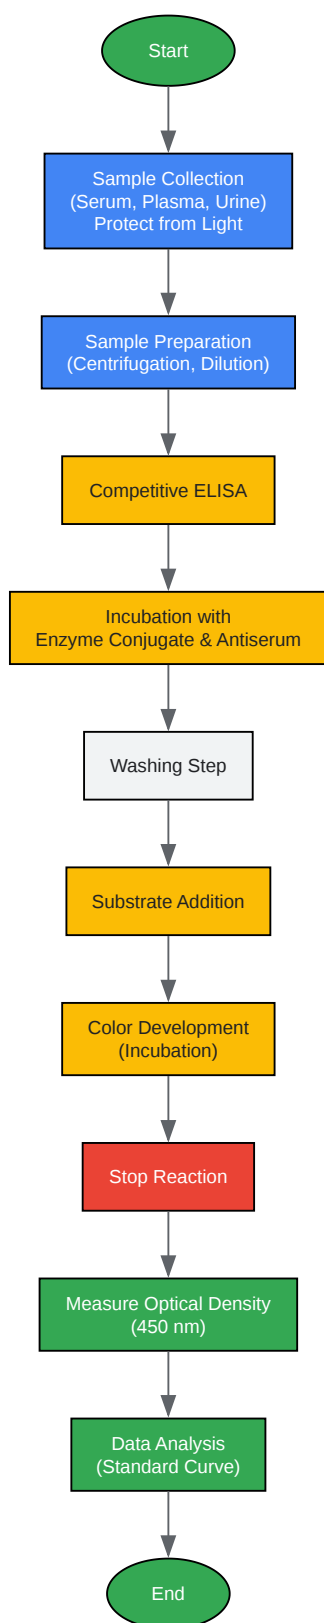 Start
Sample Collection
(Serum, Plasma, Urine)
Protect from Light
Sample Preparation
(Centrifugation, Dilution)
Competitive ELISA
Incubation with
Enzyme Conjugate & Antiserum
Washing Step
Substrate Addition
Color Development
(Incubation)
Stop Reaction
Measure Optical Density
(450 nm)
Data Analysis
(Standard Curve)
End